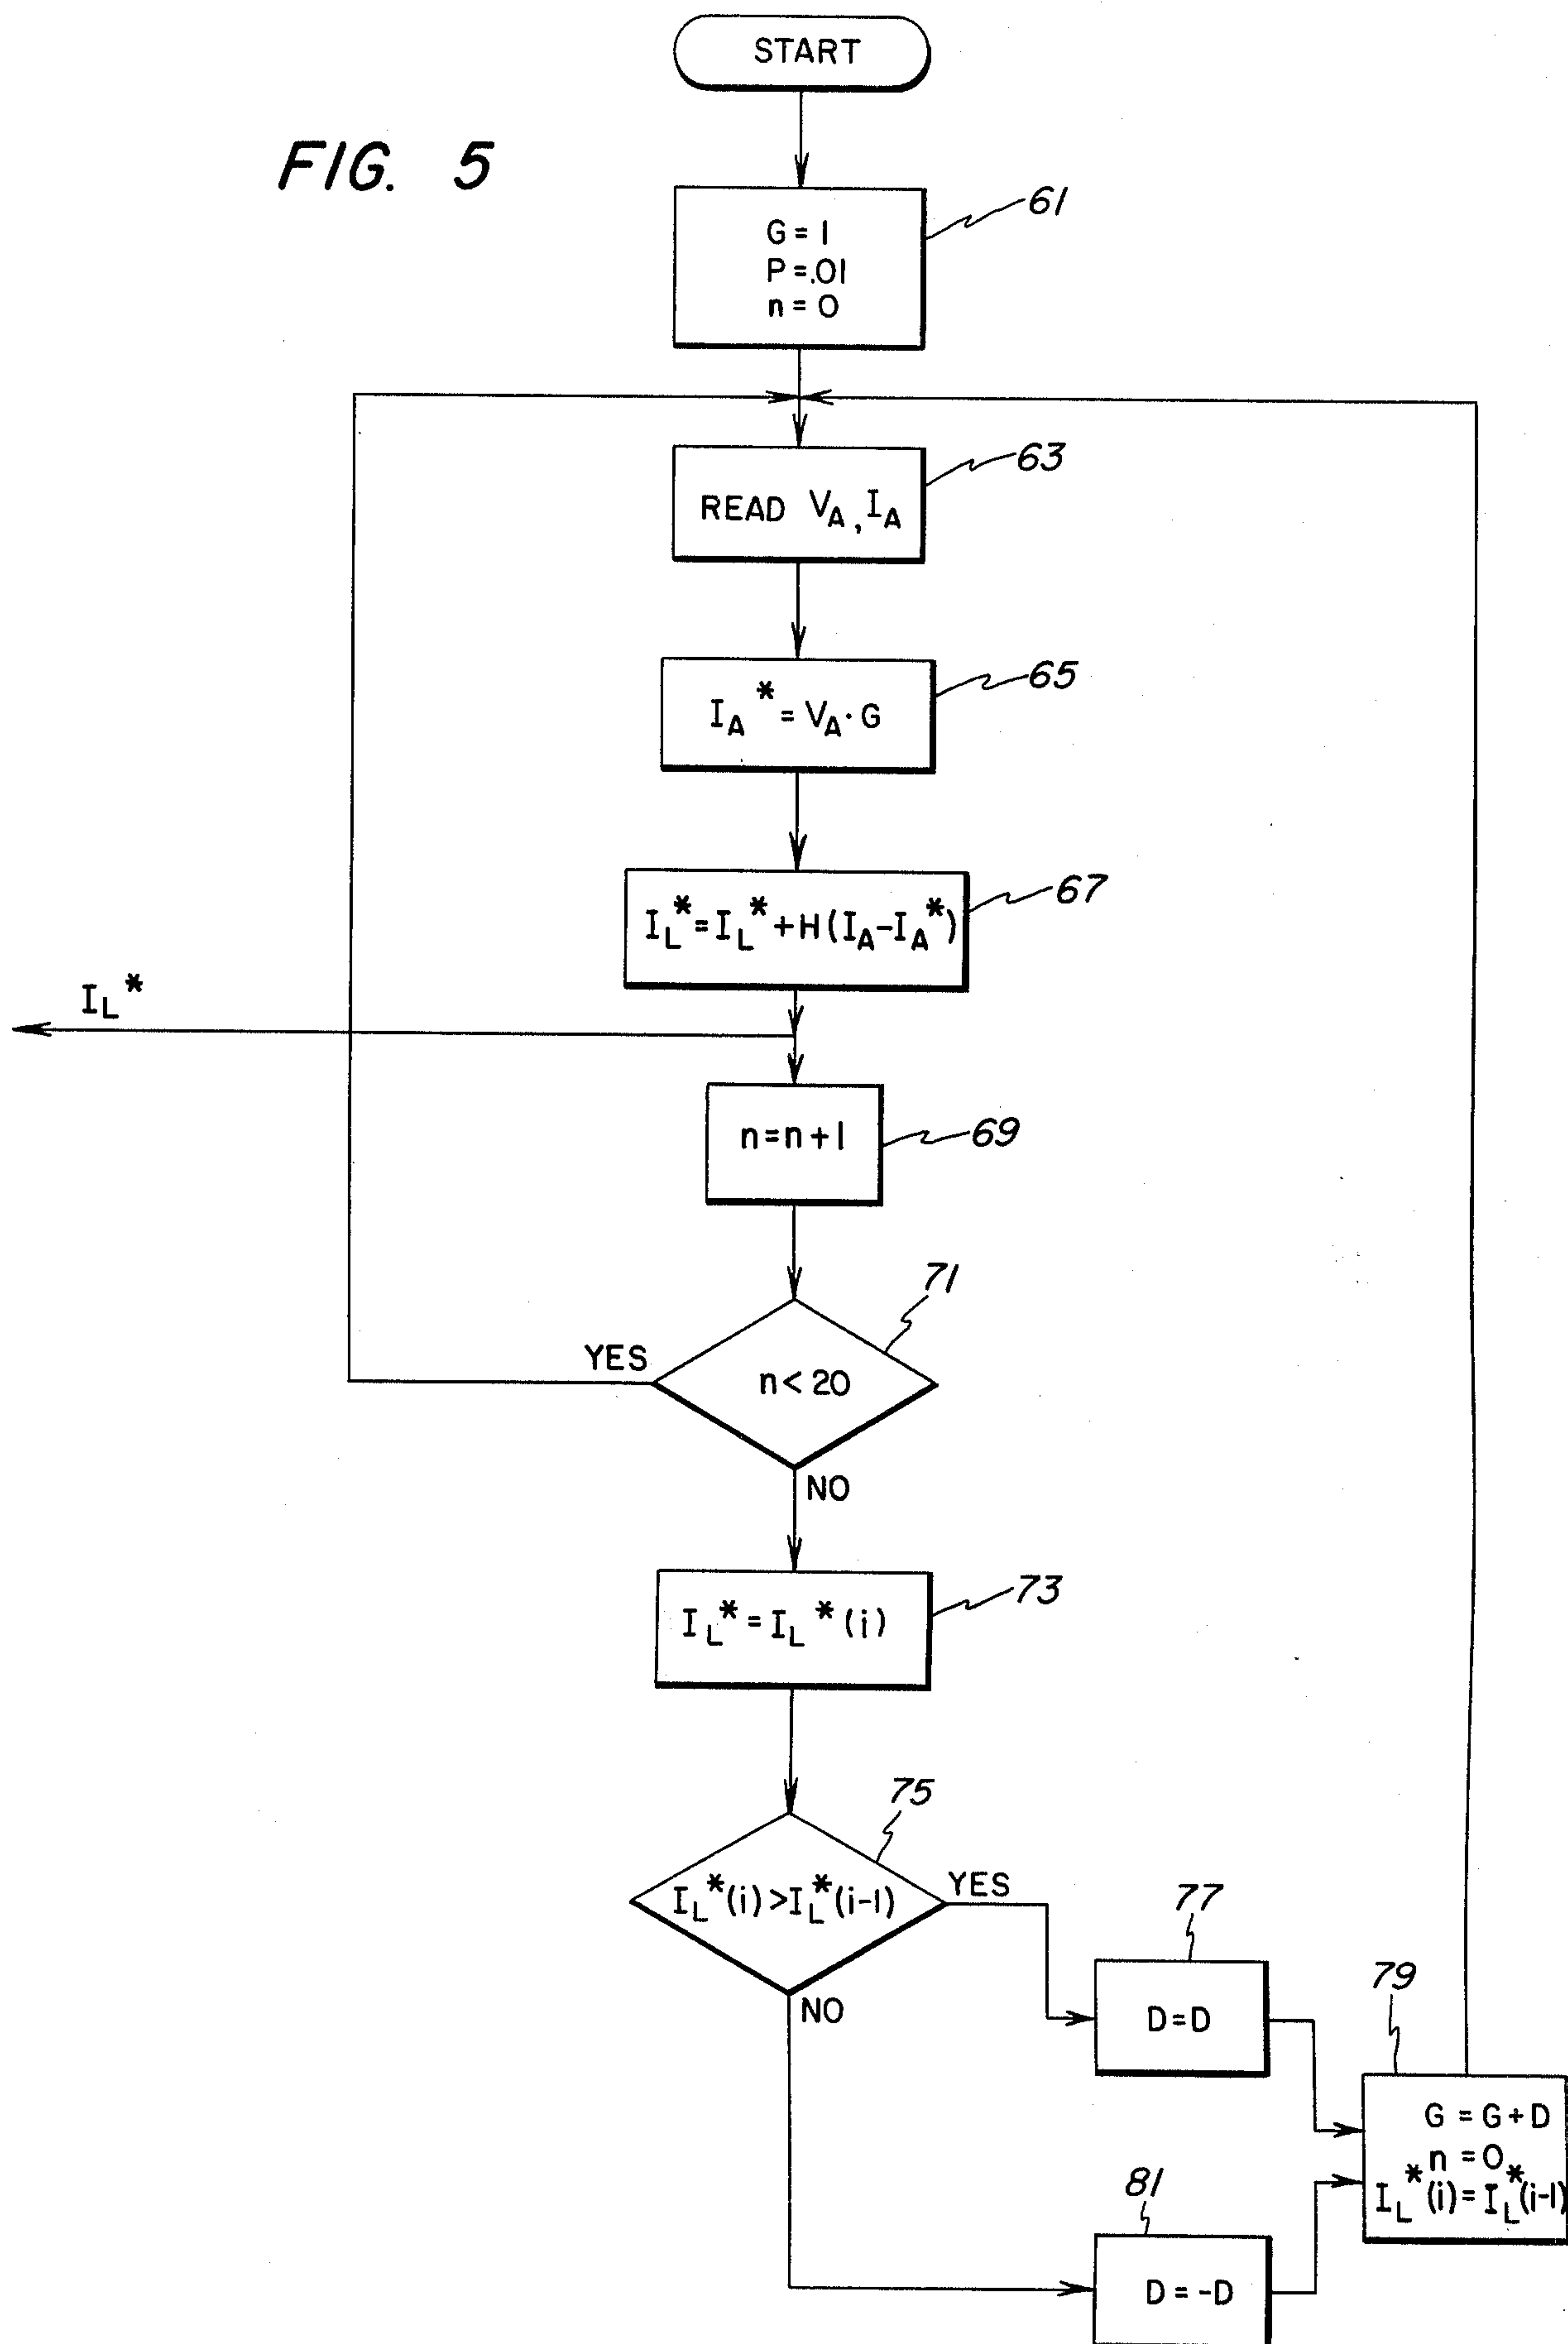 START
FIG. 5
61
G = 1
P = .01
n = 0
63
READ V_A, I_A
65
I_A* = V_A · G
67
I_L* = I_L* + H(I_A - I_A*)
I_L*
69
n = n + 1
71
YES
n < 20
NO
73
I_L* = I_L*(i)
75
I_L*(i) > I_L*(i-1)
YES
NO
77
D = D
79
G = G + D
n = 0
I_L*(i) = I_L*(i-1)
81
D = -D